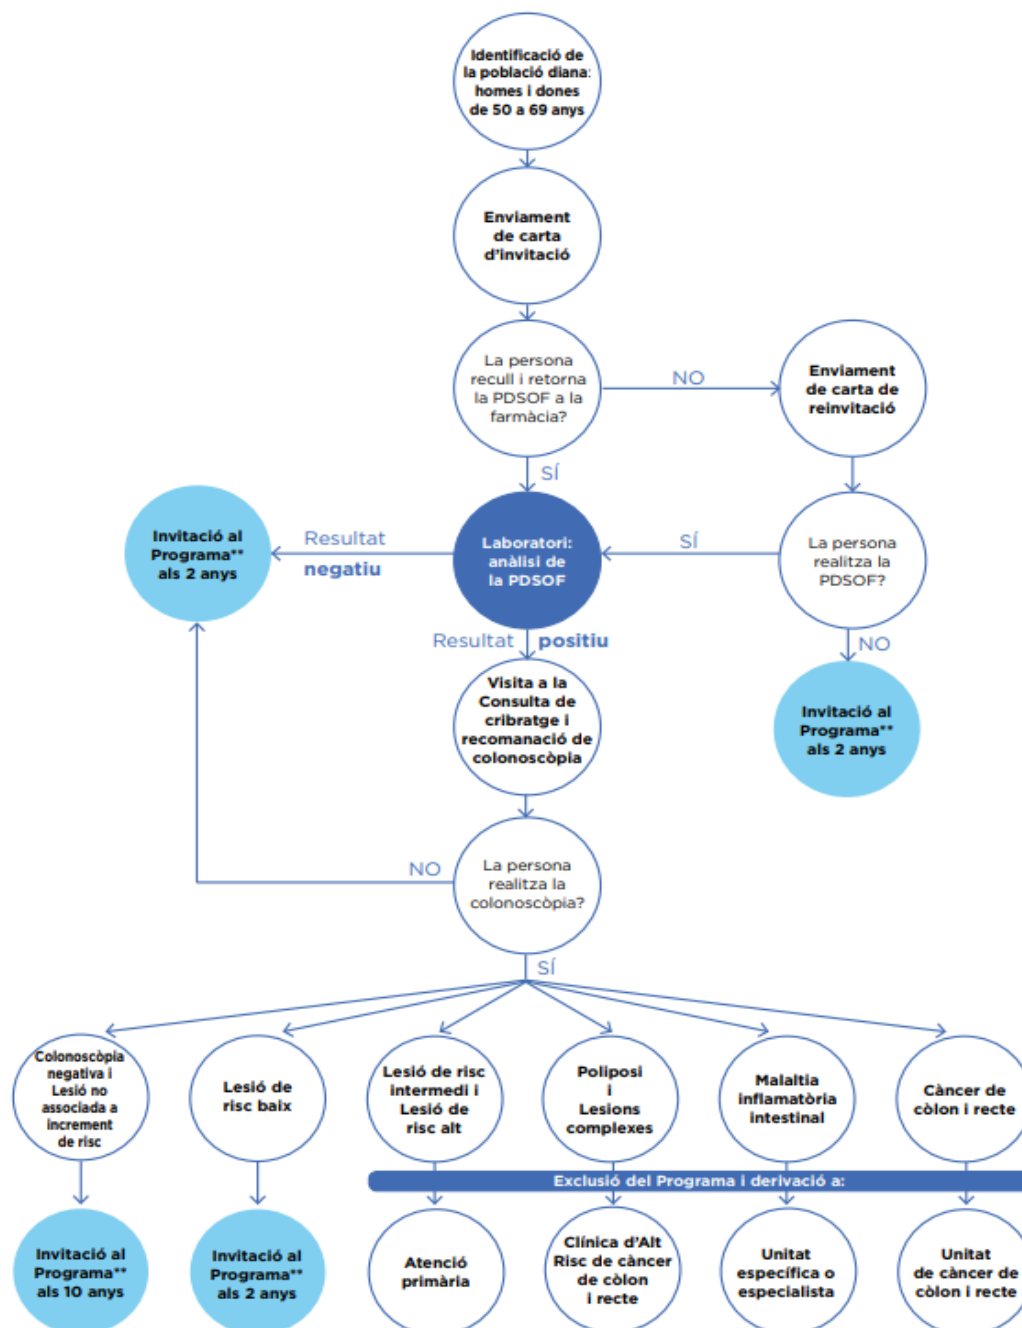 Identificació de
la població diana:
homes i dones
de 50 a 69 anys
Enviament
de carta
d'invitació
La persona
recull i retorna
la PDSOF a la
farmàcia?
NO
Enviament
de carta de
reinvitació
SÍ
Invitació al
Programa**
als 2 anys
Resultat
negatiu
Laboratori:
anàlisi de
la PDSOF
SÍ
La persona
realitza la
PDSOF?
Resultat positiu
NO
Visita a la
Consulta de
cribratge i
recomanació de
colonoscòpia
Invitació al
Programa**
als 2 anys
NO
La persona
realitza la
colonoscòpia?
SÍ
Colonoscòpia
negativa i
Lesió no
associada a
increment
de risc
Lesió de
risc baix
Lesió de risc
intermedi i
Lesió de
risc alt
Poliposi
i
Lesions
complexes
Malaltia
inflamatòria
intestinal
Càncer de
còlon i recte
Exclusió del Programa i derivació a:
Invitació al
Programa**
als 10 anys
Invitació al
Programa**
als 2 anys
Atenció
primària
Clínica d'Alt
Risc de càncer
de còlon
i recte
Unitat
específica o
especialista
Unitat
de càncer de
còlon i recte